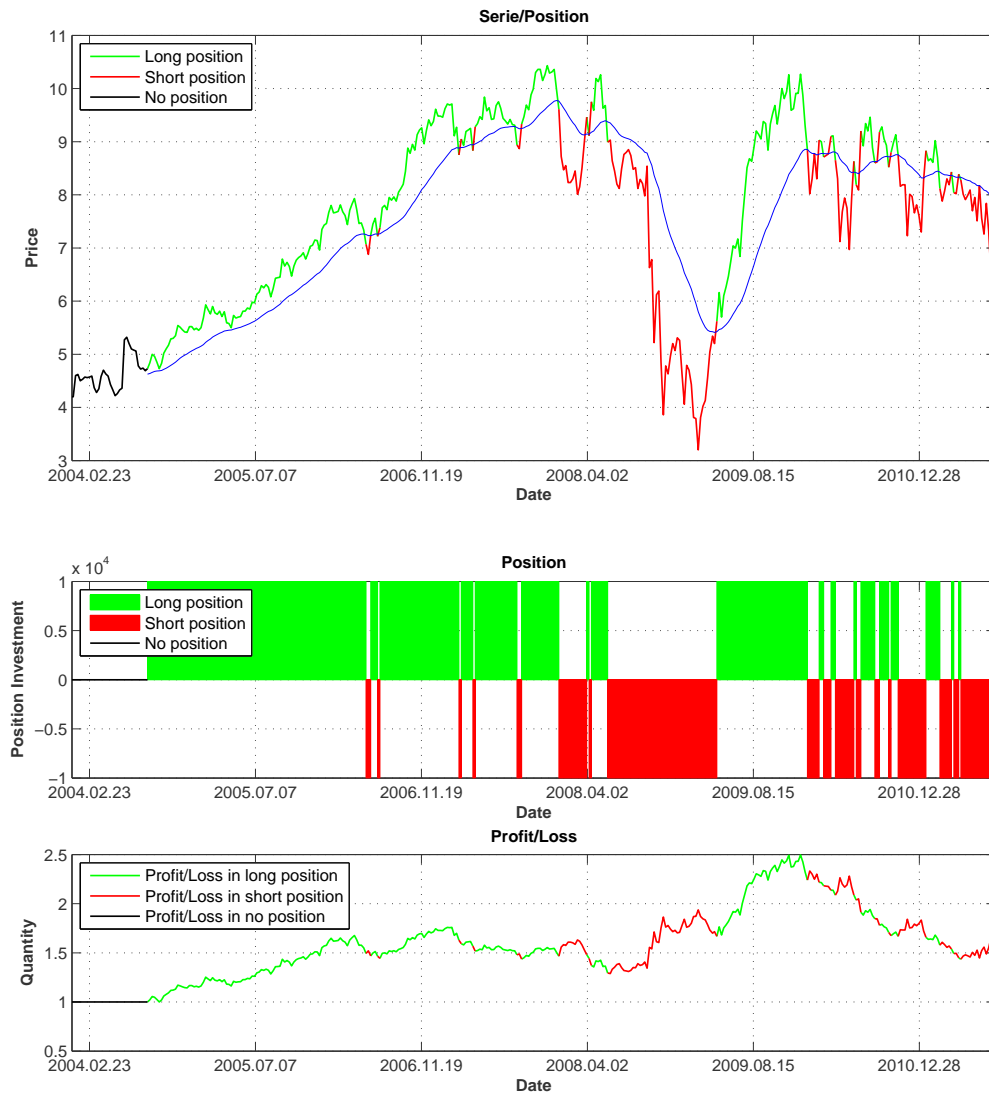 Serie/Position
11
10
9
8
7
6
5
4
3
Price
Long position
Short position
No position
2004.02.23
2005.07.07
2006.11.19
2008.04.02
2009.08.15
2010.12.28
Date
Position
x 10^4
1
0.5
0
−0.5
−1
Position Investment
Long position
Short position
No position
2004.02.23
2005.07.07
2006.11.19
2008.04.02
2009.08.15
2010.12.28
Date
Profit/Loss
2.5
2
1.5
1
0.5
Quantity
Profit/Loss in long position
Profit/Loss in short position
Profit/Loss in no position
2004.02.23
2005.07.07
2006.11.19
2008.04.02
2009.08.15
2010.12.28
Date